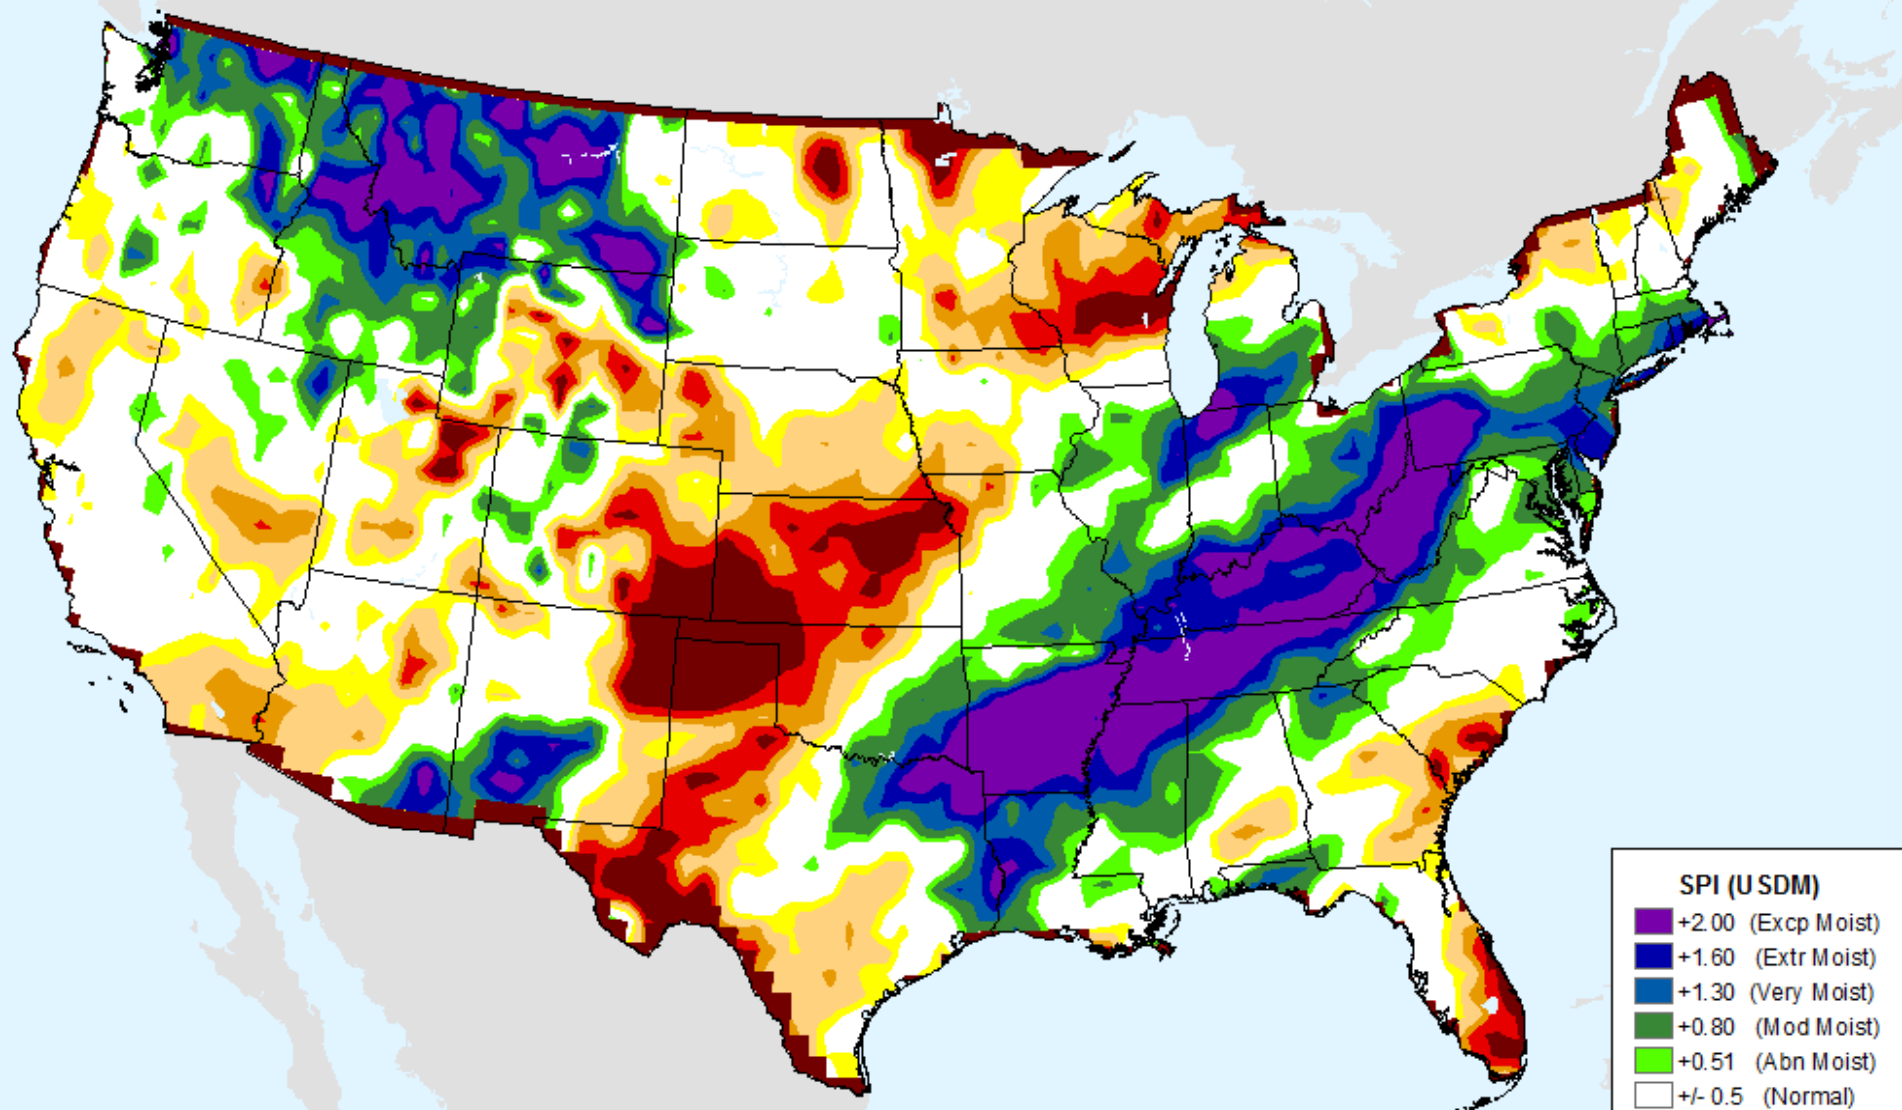 SPI (USDM)
+2.00 (Excp Moist)
+1.60 (Extr Moist)
+1.30 (Very Moist)
+0.80 (Mod Moist)
+0.51 (Abn Moist)
+/- 0.5 (Normal)